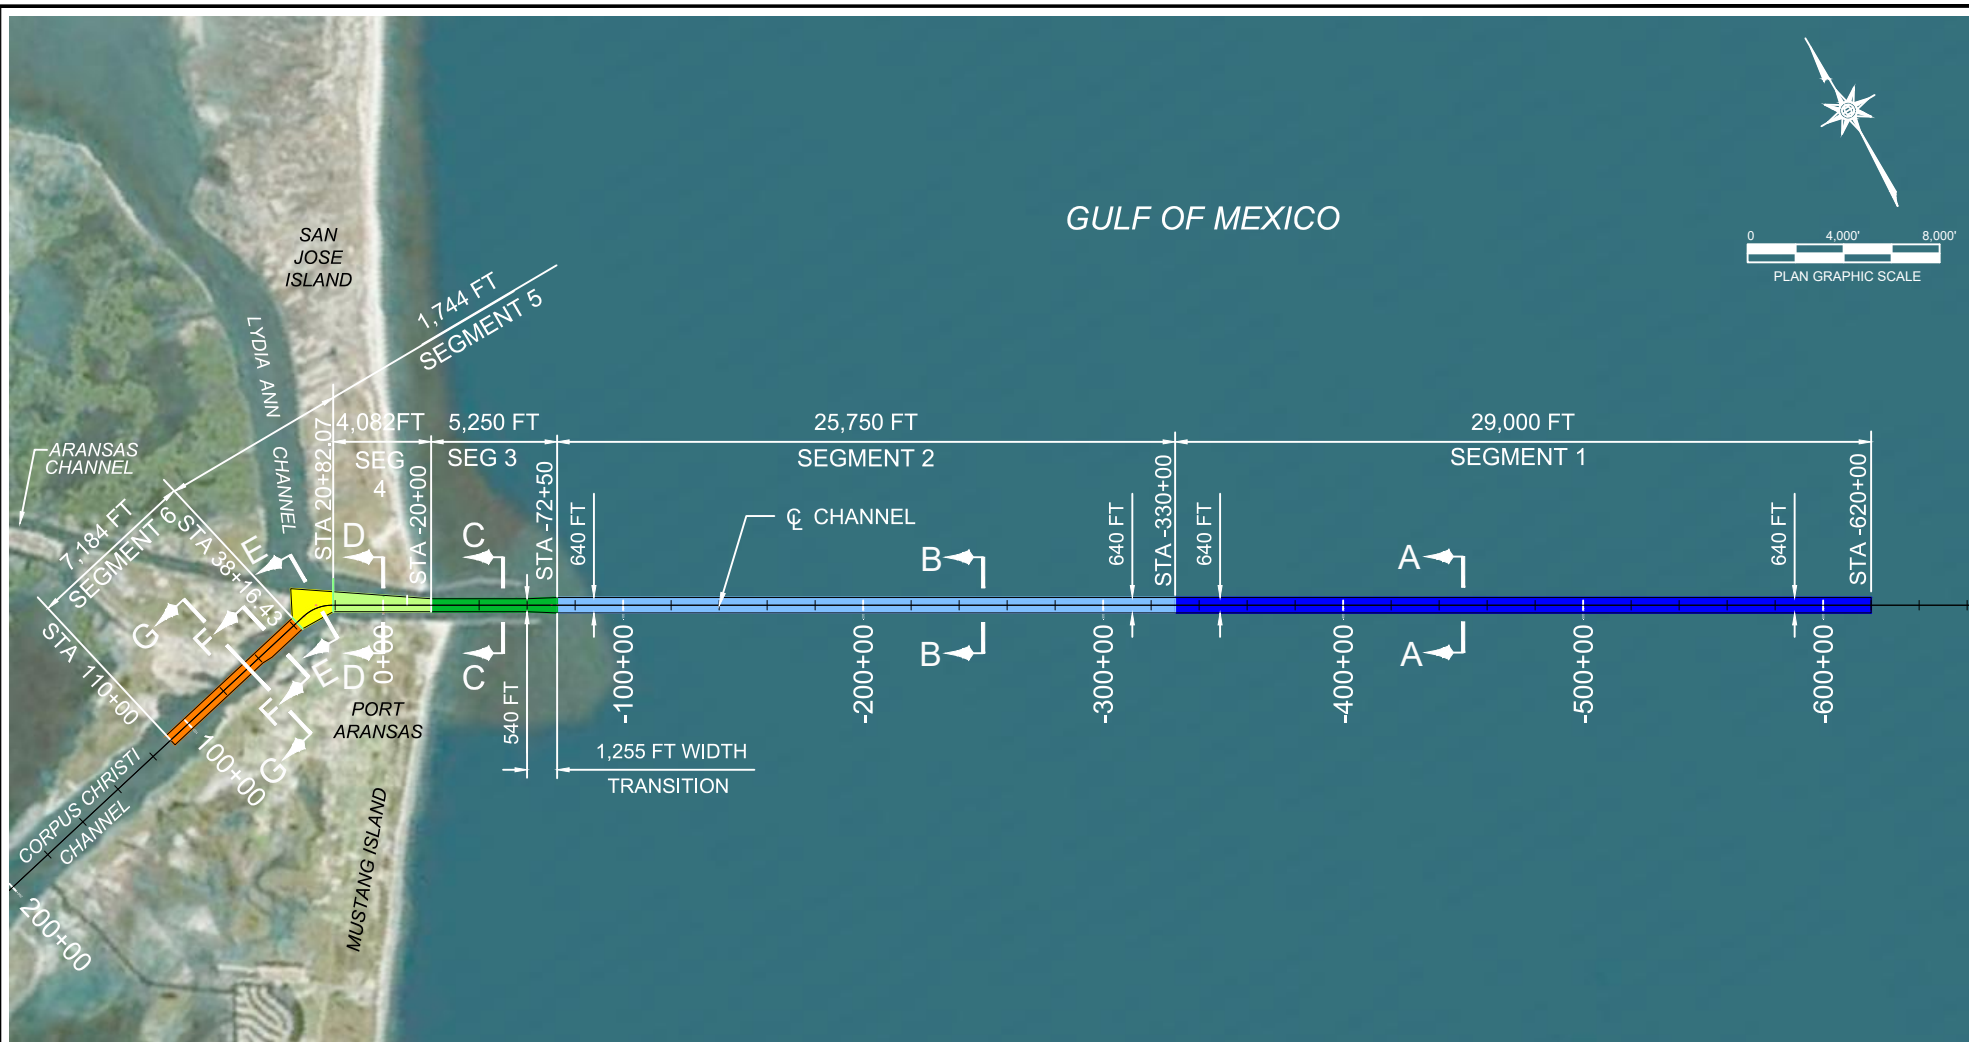 GULF OF MEXICO
0 4,000' 8,000'
PLAN GRAPHIC SCALE
SAN
JOSE
ISLAND
LYDIA ANN
CHANNEL
ARANSAS
CHANNEL
1,744 FT
SEGMENT 5
7,184 FT
SEGMENT 6
4,082FT
SEG
4
5,250 FT
SEG 3
25,750 FT
SEGMENT 2
29,000 FT
SEGMENT 1
STA 110+00
STA 38+16.43
STA 20+82.07
STA -20+00
STA -72+50
STA -330+00
STA -620+00
640 FT
640 FT
640 FT
640 FT
℄ CHANNEL
E
D
C
B
A
G
F
E
D
C
B
A
F
G
0+00
-100+00
-200+00
-300+00
-400+00
-500+00
-600+00
100+00
200+00
540 FT
1,255 FT WIDTH
TRANSITION
PORT
ARANSAS
MUSTANG ISLAND
CORPUS CHRISTI
CHANNEL